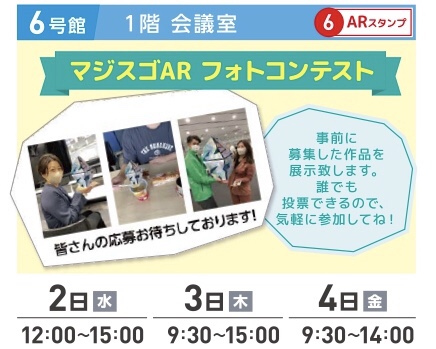 6号館 1階 会議室 6 ARスタンプ
マジスゴAR フォトコンテスト
事前に
募集した作品を
展示致します。
誰でも
投票できるので、
気軽に参加してね!
皆さんの応募お待ちしております!
2日 水 3日 木 4日 金
12:00~15:00 9:30~15:00 9:30~14:00